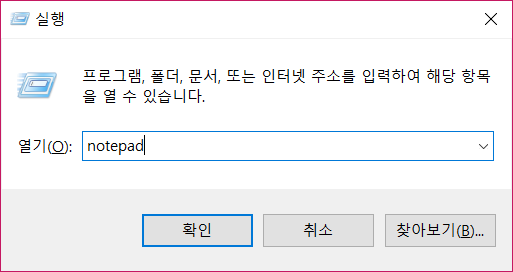 실행
프로그램, 폴더, 문서, 또는 인터넷 주소를 입력하여 해당 항목
을 열 수 있습니다.
열기(O): notepad
확인 취소 찾아보기(B)...